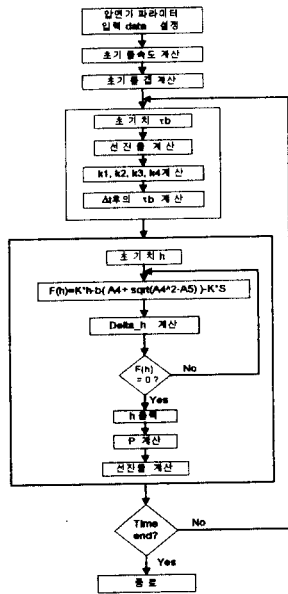 압연기 파라미터
입력 data 설정
초기 롤속도 계산
초기 롤갭 계산
초기치 τb
선진률 계산
k1, k2, k3, k4계산
Δt후의 τb 계산
초기치 h
F(h)=K*h-b( A4+ sqrt(A4^2-A5) )-K*S
Delta_h 계산
F(h)
= 0 ?
No
Yes
h 출력
P 계산
선진률 계산
Time
end?
No
Yes
종료